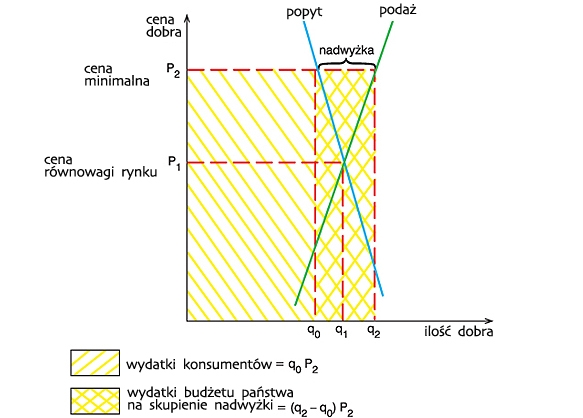 cena
dobra
popyt
podaż
nadwyżka
cena
minimalna
P2
cena
równowagi rynku
P1
q0
q1
q2
ilość dobra
wydatki konsumentów = q0 P2
wydatki budżetu państwa
na skupienie nadwyżki = (q2 – q0) P2